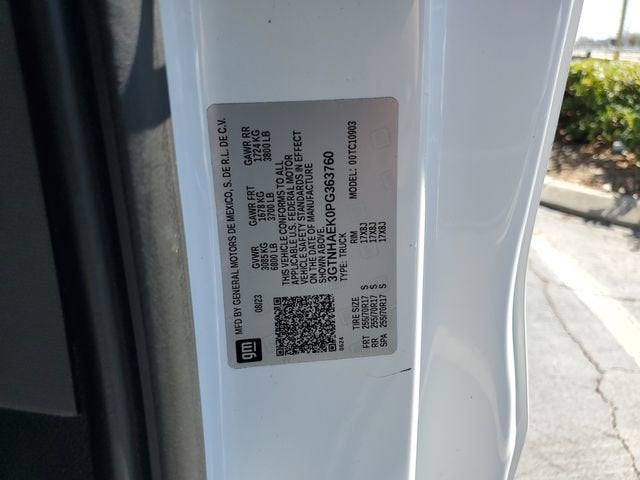 MFD BY GENERAL MOTORS DE MEXICO, S. DE R.L. DE C.V.
08/23 GVWR GAWR FRT GAWR RR
3085 KG 1678 KG 1724 KG
6800 LB 3700 LB 3800 LB
THIS VEHICLE CONFORMS TO ALL
APPLICABLE U.S. FEDERAL MOTOR
VEHICLE SAFETY STANDARDS IN EFFECT
ON THE DATE OF MANUFACTURE
SHOWN ABOVE.
3GTNHAEK0PG363760
TYPE: TRUCK MODEL: 00TC10903
gm
0624
TIRE SIZE RIM
FRT 255/70R17 S 17X8J
RR 255/70R17 S 17X8J
SPA 255/70R17 S 17X8J